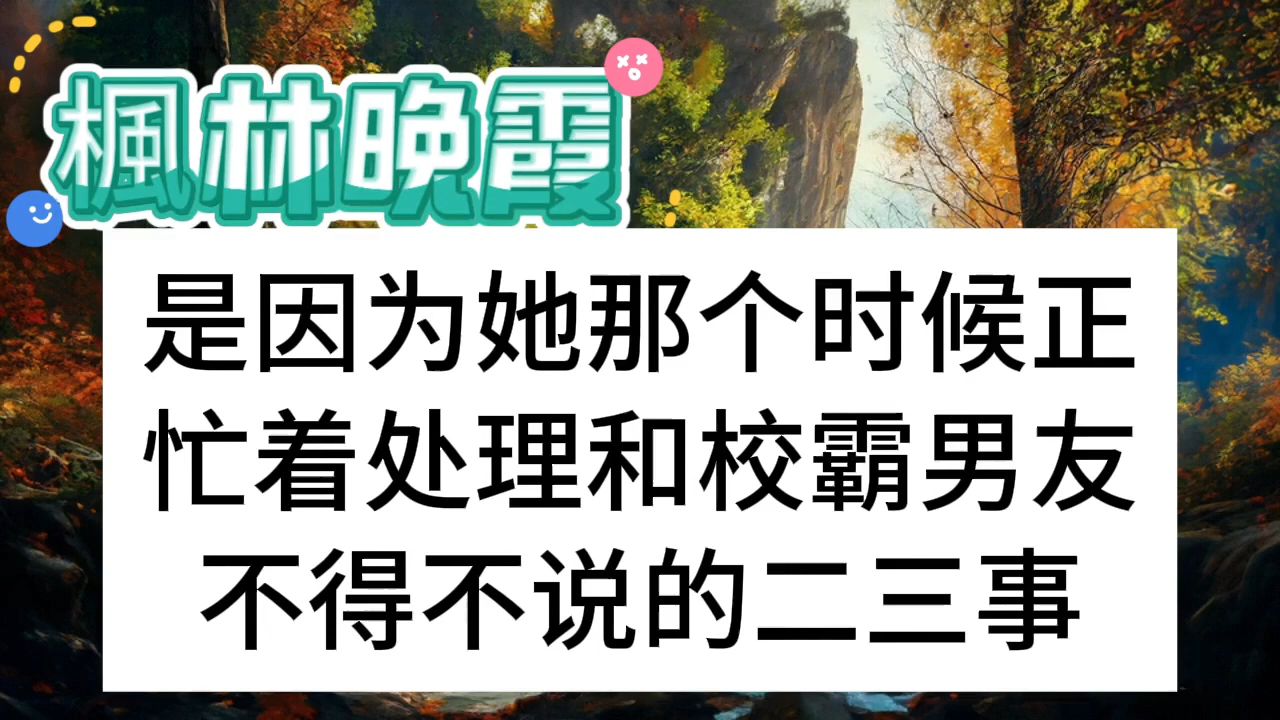 楓林晚霞
是因为她那个时候正
忙着处理和校霸男友
不得不说的二三事